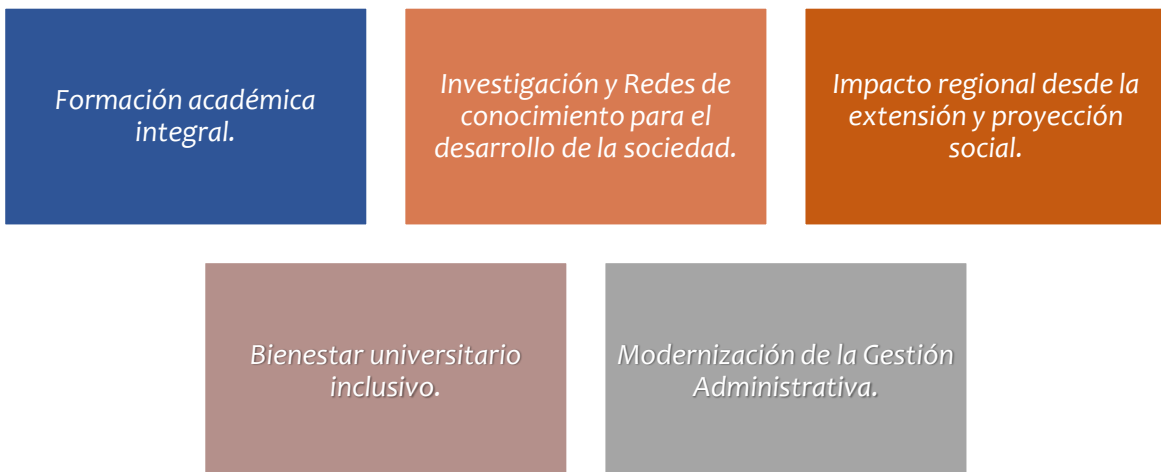 Formación académica
integral.
Investigación y Redes de
conocimiento para el
desarrollo de la sociedad.
Impacto regional desde la
extensión y proyección
social.
Bienestar universitario
inclusivo.
Modernización de la Gestión
Administrativa.